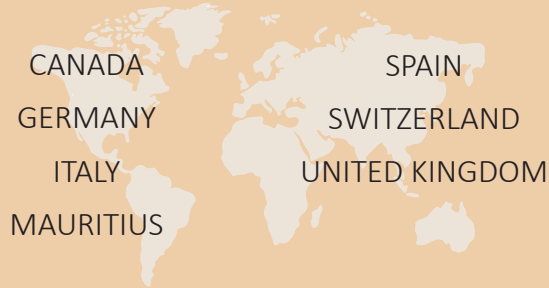 CANADA
GERMANY
ITALY
MAURITIUS
SPAIN
SWITZERLAND
UNITED KINGDOM